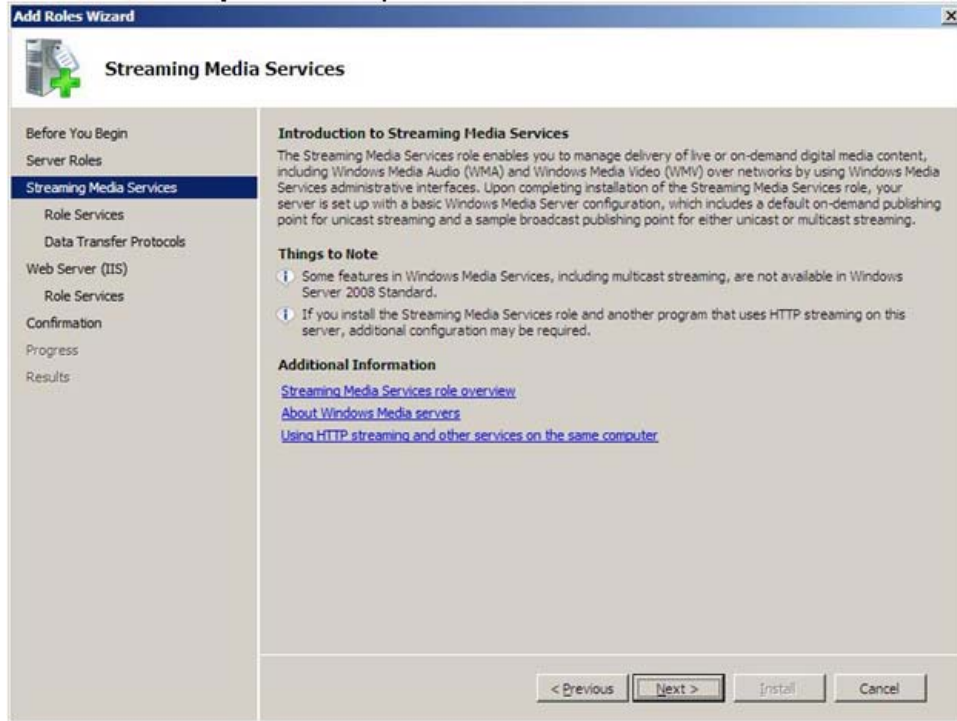 Add Roles Wizard
Streaming Media Services
Before You Begin
Server Roles
Streaming Media Services
Role Services
Data Transfer Protocols
Web Server (IIS)
Role Services
Confirmation
Progress
Results
Introduction to Streaming Media Services
The Streaming Media Services role enables you to manage delivery of live or on-demand digital media content,
including Windows Media Audio (WMA) and Windows Media Video (WMV) over networks by using Windows Media
Services administrative interfaces. Upon completing installation of the Streaming Media Services role, your
server is set up with a basic Windows Media Server configuration, which includes a default on-demand publishing
point for unicast streaming and a sample broadcast publishing point for either unicast or multicast streaming.
Things to Note
Some features in Windows Media Services, including multicast streaming, are not available in Windows
Server 2008 Standard.
If you install the Streaming Media Services role and another program that uses HTTP streaming on this
server, additional configuration may be required.
Additional Information
Streaming Media Services role overview
About Windows Media servers
Using HTTP streaming and other services on the same computer
< Previous
Next >
Install
Cancel